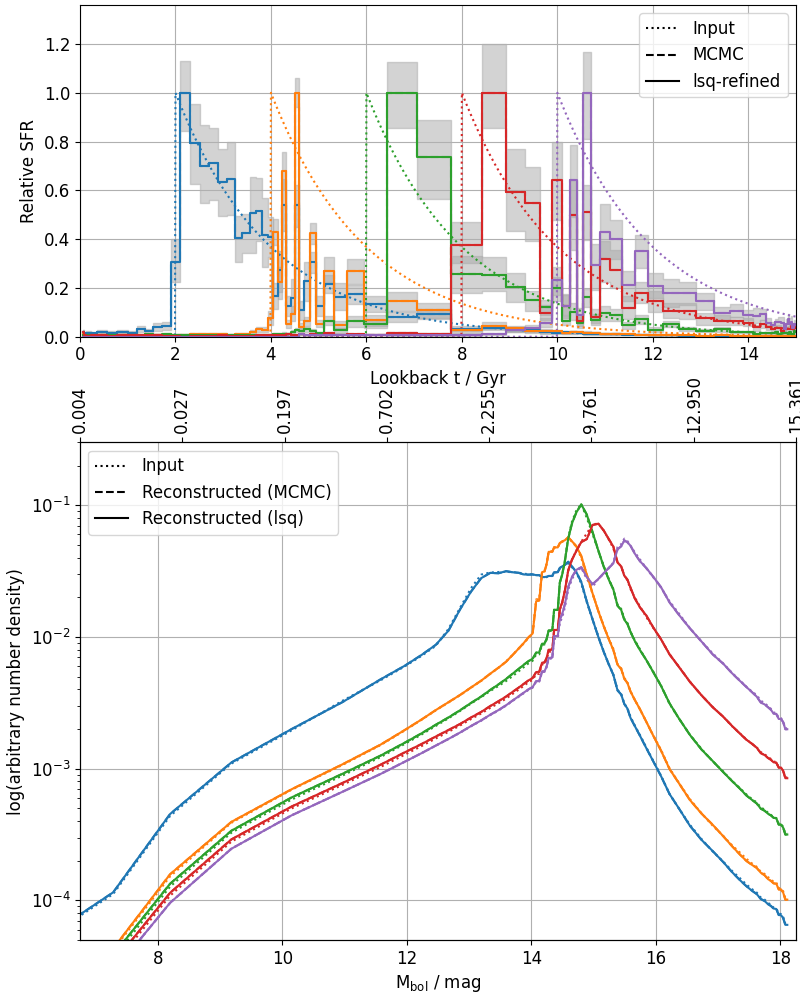 1.2
1.0
0.8
0.6
0.4
0.2
0.0
Relative SFR
Input
MCMC
lsq-refined
0 2 4 6 8 10 12 14
Lookback t / Gyr
0.004 0.027 0.197 0.702 2.255 9.761 12.950 15.361
Input
Reconstructed (MCMC)
Reconstructed (lsq)
10⁻¹
10⁻²
10⁻³
10⁻⁴
log(arbitrary number density)
8 10 12 14 16 18
M_bol / mag